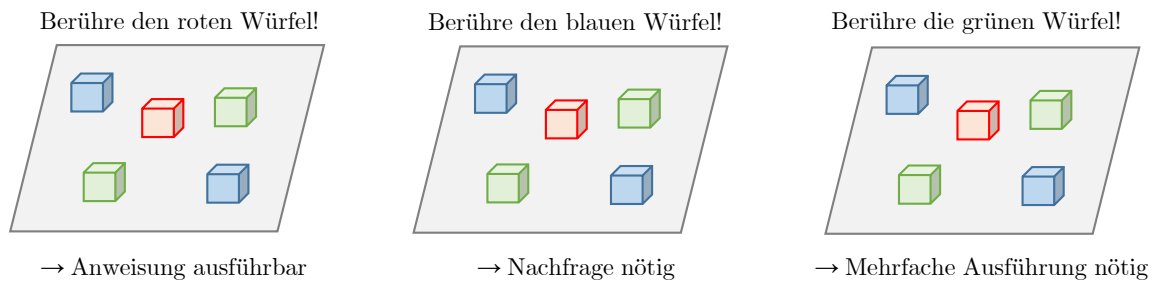 Berühre den roten Würfel!
→ Anweisung ausführbar
Berühre den blauen Würfel!
→ Nachfrage nötig
Berühre die grünen Würfel!
→ Mehrfache Ausführung nötig